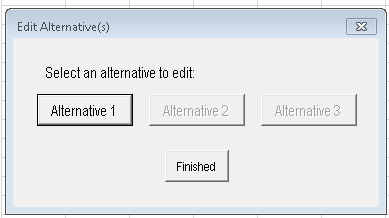 Edit Alternative(s)
Select an alternative to edit:
Alternative 1 Alternative 2 Alternative 3
Finished